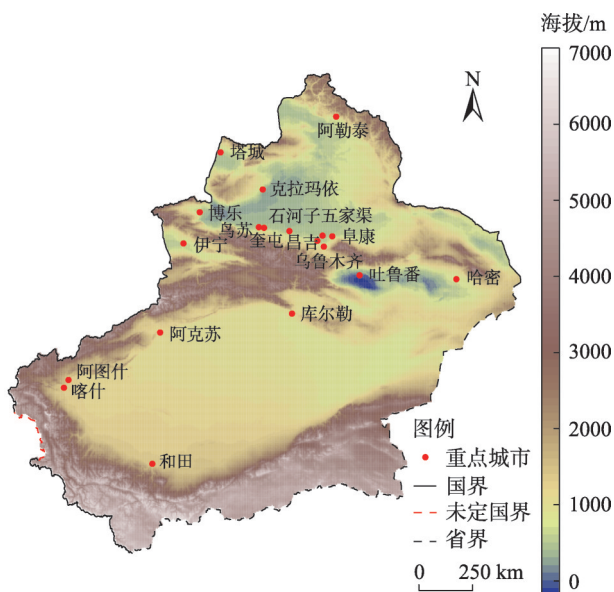 海拔/m
7000
N
阿勒泰
6000
塔城
克拉玛依
5000
博乐
石河子五家渠
乌苏
奎屯
昌吉
阜康
伊宁
乌鲁木齐
4000
吐鲁番
哈密
库尔勒
阿克苏
3000
阿图什
喀什
图例
2000
和田
重点城市
国界
1000
未定国界
省界
0
0
250 km